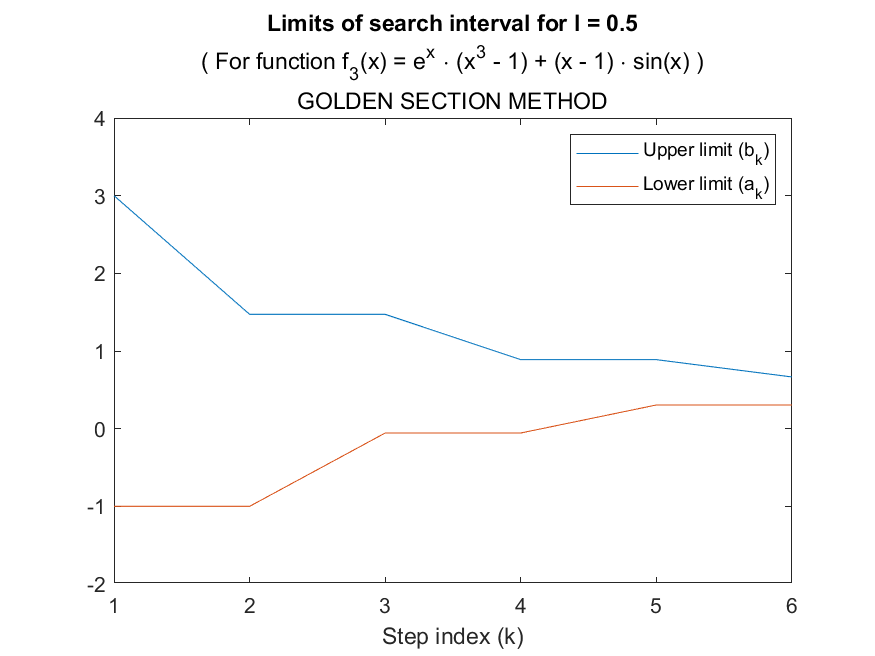 Limits of search interval for l = 0.5
( For function f₃(x) = eˣ · (x³ - 1) + (x - 1) · sin(x) )
GOLDEN SECTION METHOD
Upper limit (bₖ)
Lower limit (aₖ)
4
3
2
1
0
-1
-2
1 2 3 4 5 6
Step index (k)